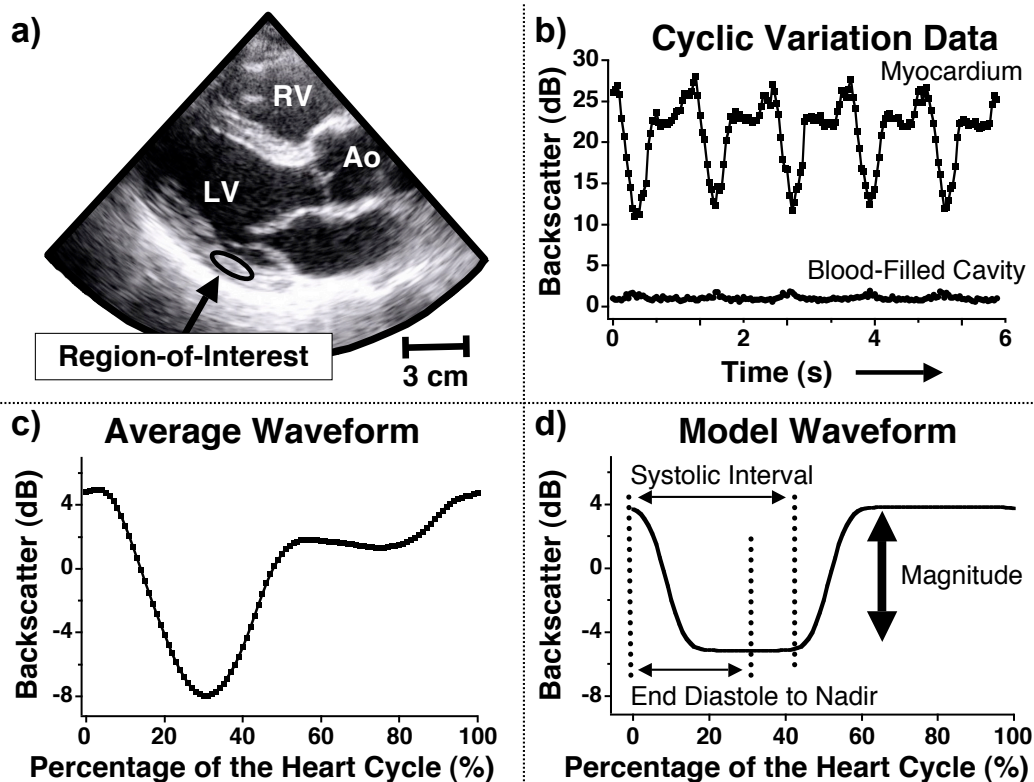 a)
RV
Ao
LV
Region-of-Interest
3 cm
b)
Cyclic Variation Data
Backscatter (dB)
30
25
20
15
10
5
0
Myocardium
Blood-Filled Cavity
0
2
4
6
Time (s)
c)
Average Waveform
Backscatter (dB)
4
0
-4
-8
0
20
40
60
80
100
Percentage of the Heart Cycle (%)
d)
Model Waveform
Backscatter (dB)
4
0
-4
-8
Systolic Interval
Magnitude
End Diastole to Nadir
0
20
40
60
80
100
Percentage of the Heart Cycle (%)